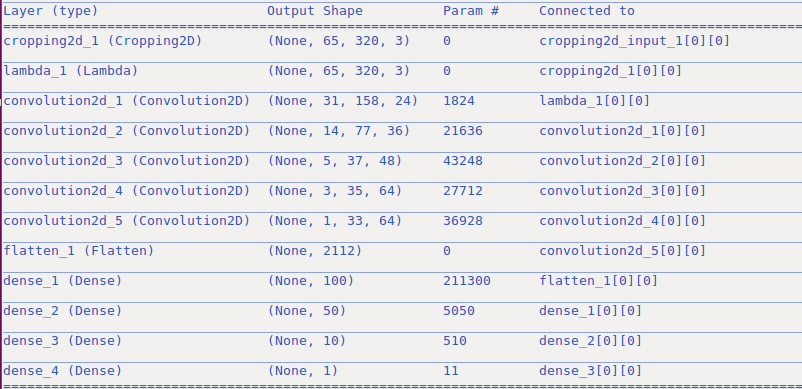 Layer (type) Output Shape Param # Connected to
====================================================================================================
cropping2d_1 (Cropping2D) (None, 65, 320, 3) 0 cropping2d_input_1[0][0]
lambda_1 (Lambda) (None, 65, 320, 3) 0 cropping2d_1[0][0]
convolution2d_1 (Convolution2D) (None, 31, 158, 24) 1824 lambda_1[0][0]
convolution2d_2 (Convolution2D) (None, 14, 77, 36) 21636 convolution2d_1[0][0]
convolution2d_3 (Convolution2D) (None, 5, 37, 48) 43248 convolution2d_2[0][0]
convolution2d_4 (Convolution2D) (None, 3, 35, 64) 27712 convolution2d_3[0][0]
convolution2d_5 (Convolution2D) (None, 1, 33, 64) 36928 convolution2d_4[0][0]
flatten_1 (Flatten) (None, 2112) 0 convolution2d_5[0][0]
dense_1 (Dense) (None, 100) 211300 flatten_1[0][0]
dense_2 (Dense) (None, 50) 5050 dense_1[0][0]
dense_3 (Dense) (None, 10) 510 dense_2[0][0]
dense_4 (Dense) (None, 1) 11 dense_3[0][0]
====================================================================================================